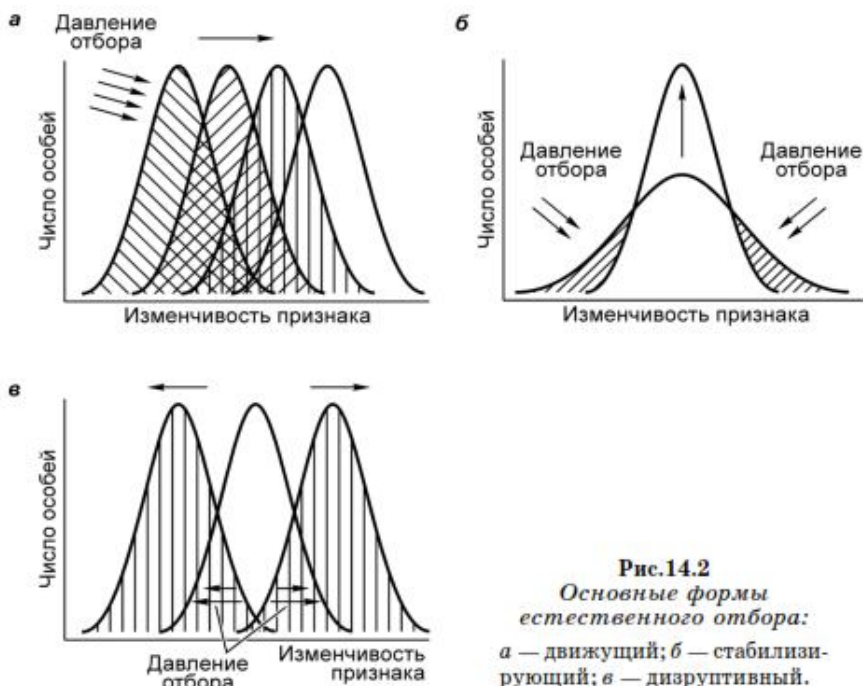 а
Давление
отбора
Число особей
Изменчивость признака
б
Давление
отбора
Давление
отбора
Число особей
Изменчивость признака
в
Число особей
Давление
отбора
Изменчивость
признака
Рис.14.2
Основные формы
естественного отбора:
а — движущий; б — стабилизи-
рующий; в — дизруптивный.